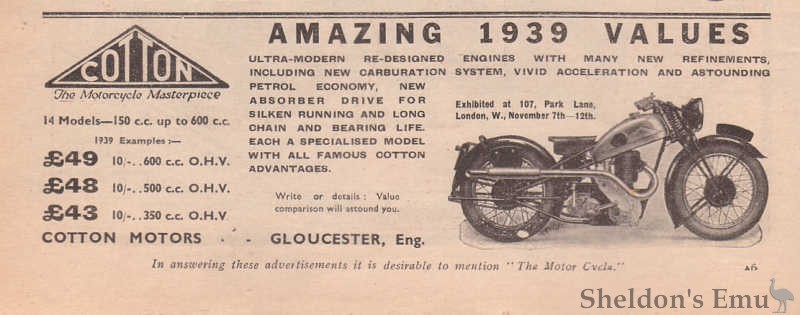 AMAZING 1939 VALUES
COTTON
The Motorcycle Masterpiece
14 Models—150 c.c. up to 600 c.c.
1939 Examples :—
£49 10/-..600 c.c. O.H.V.
£48 10/-..500 c.c. O.H.V.
£43 10/-..350 c.c. O.H.V
ULTRA-MODERN RE-DESIGNED ENGINES WITH MANY NEW REFINEMENTS,
INCLUDING NEW CARBURATION SYSTEM, VIVID ACCELERATION AND ASTOUNDING
PETROL ECONOMY, NEW
ABSORBER DRIVE FOR
SILKEN RUNNING AND LONG
CHAIN AND BEARING LIFE.
EACH A SPECIALISED MODEL
WITH ALL FAMOUS COTTON
ADVANTAGES.
Write or details : Value
comparison will astound you.
Exhibited at 107, Park Lane,
London, W., November 7th—12th.
COTTON MOTORS - - GLOUCESTER, Eng.
In answering these advertisements it is desirable to mention "The Motor Cycle."
Sheldon's Emu